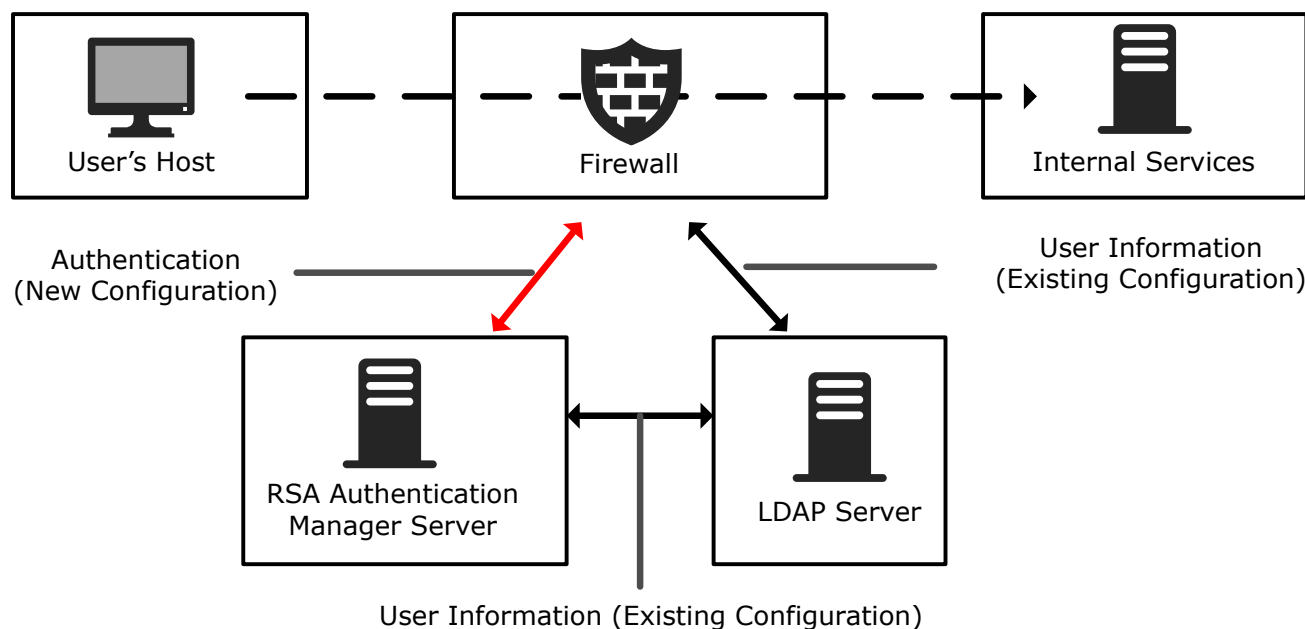 User’s Host
Firewall
Internal Services
Authentication
(New Configuration)
User Information
(Existing Configuration)
RSA Authentication
Manager Server
LDAP Server
User Information (Existing Configuration)